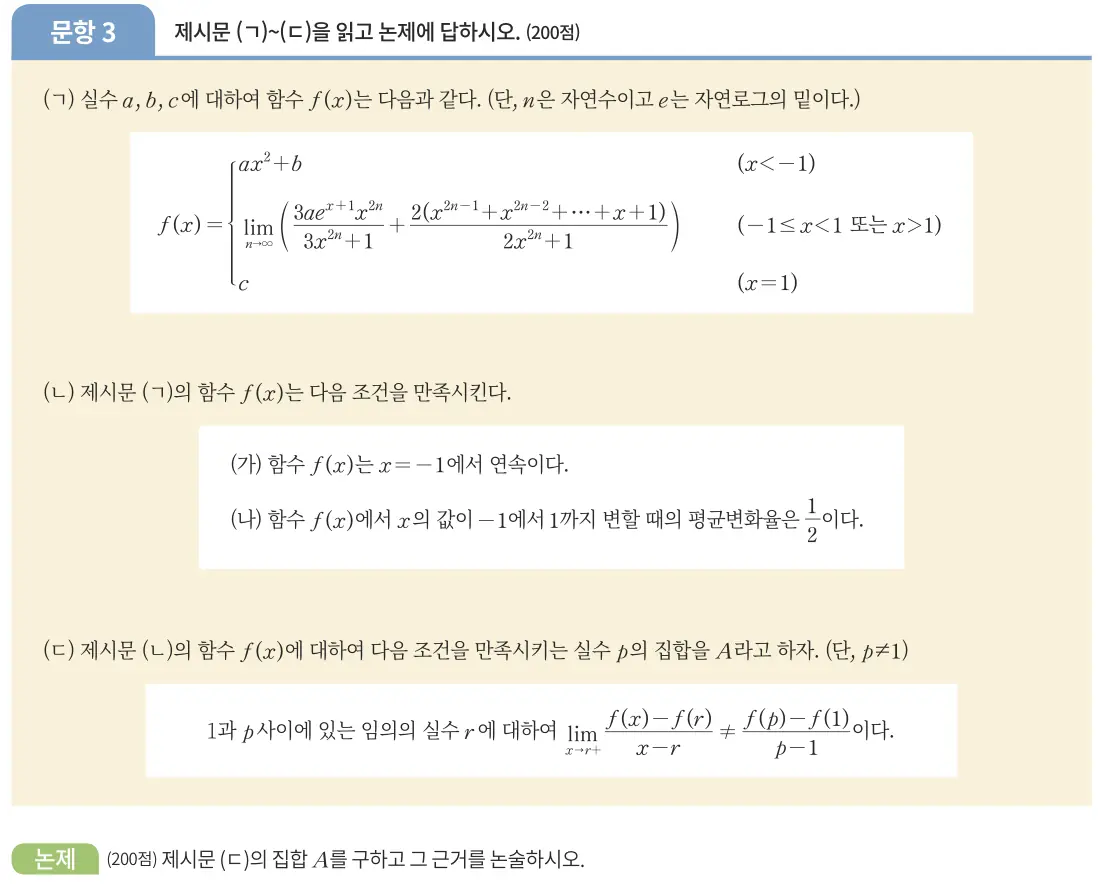 문항 3 제시문 (ㄱ)~(ㄷ)을 읽고 논제에 답하시오. (200점)
(ㄱ) 실수 a, b, c에 대하여 함수 f(x)는 다음과 같다. (단, n은 자연수이고 e는 자연로그의 밑이다.)
f(x) = { ax²+b (x<−1)
lim_{n→∞} ( 3ae^{x+1}x^{2n} / (3x^{2n}+1) + 2(x^{2n−1}+x^{2n−2}+⋯+x+1) / (2x^{2n}+1) ) (−1≤x<1 또는 x>1)
c (x=1)
(ㄴ) 제시문 (ㄱ)의 함수 f(x)는 다음 조건을 만족시킨다.
(가) 함수 f(x)는 x=−1에서 연속이다.
(나) 함수 f(x)에서 x의 값이 −1에서 1까지 변할 때의 평균변화율은 1/2이다.
(ㄷ) 제시문 (ㄴ)의 함수 f(x)에 대하여 다음 조건을 만족시키는 실수 p의 집합을 A라고 하자. (단, p≠1)
1과 p사이에 있는 임의의 실수 r에 대하여 lim_{x→r+} (f(x)−f(r))/(x−r) ≠ (f(p)−f(1))/(p−1)이다.
논제 (200점) 제시문 (ㄷ)의 집합 A를 구하고 그 근거를 논술하시오.